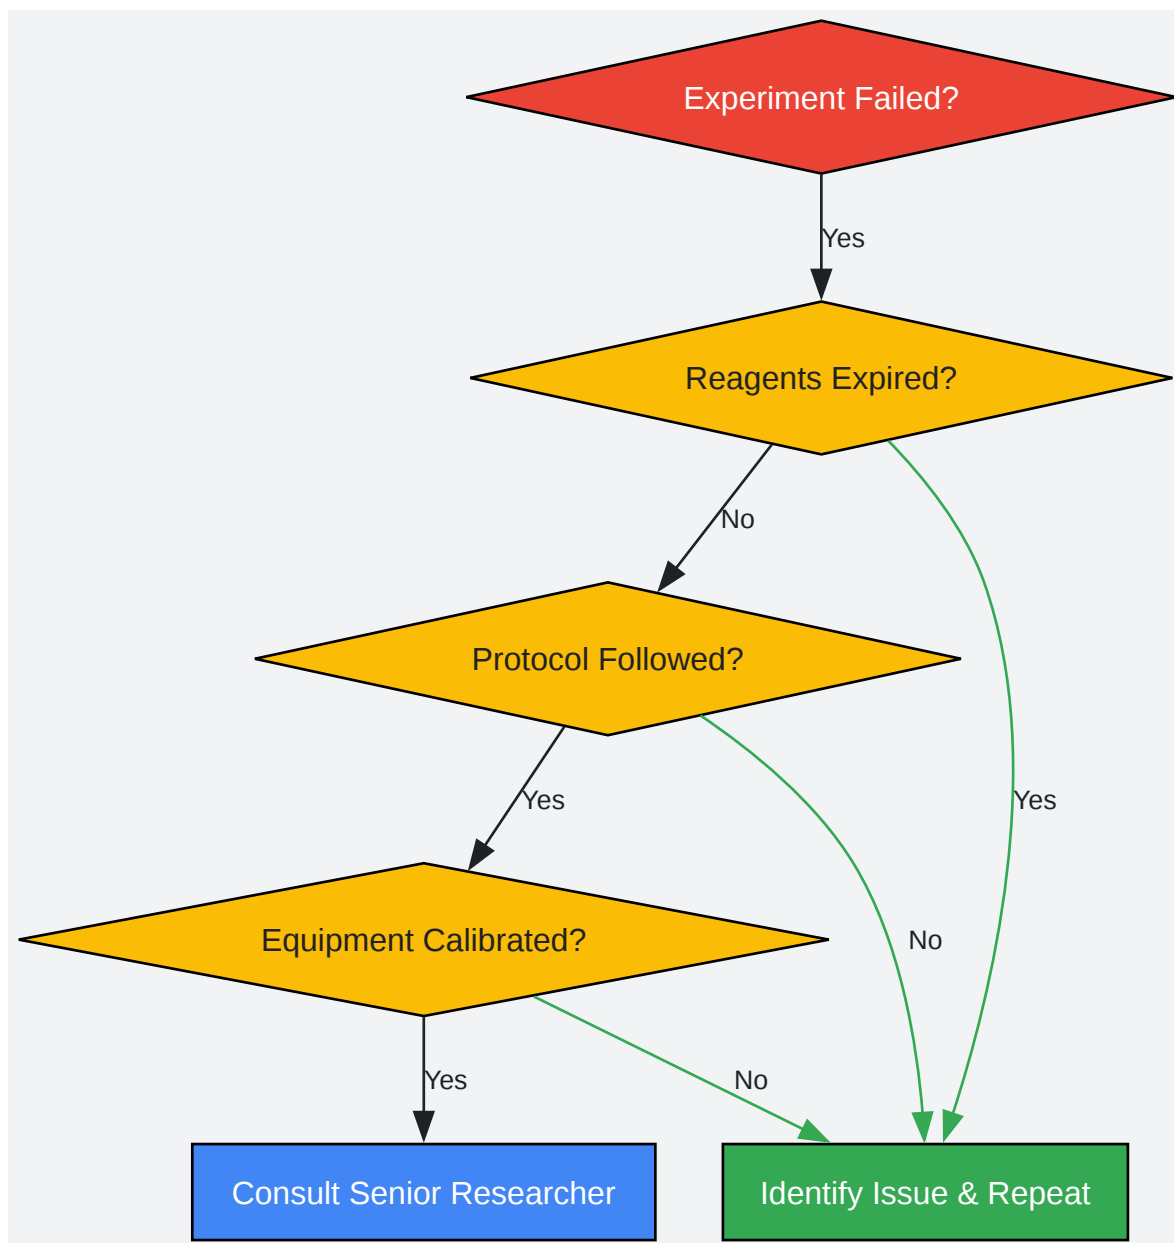 Experiment Failed?
Yes
Reagents Expired?
No
Protocol Followed?
Yes
Yes
Equipment Calibrated?
No
Yes
No
Consult Senior Researcher
Identify Issue & Repeat